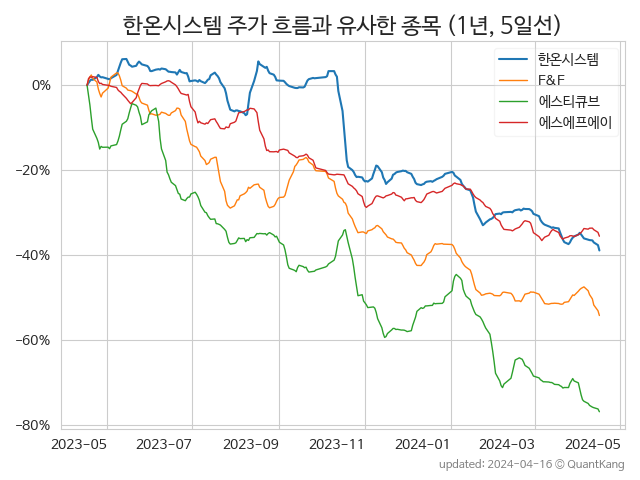 한온시스템 주가 흐름과 유사한 종목 (1년, 5일선)
한온시스템
F&F
에스티큐브
에스에프에이
0%
−20%
−40%
−60%
−80%
2023-05 2023-07 2023-09 2023-11 2024-01 2024-03 2024-05
updated: 2024-04-16 © QuantKang